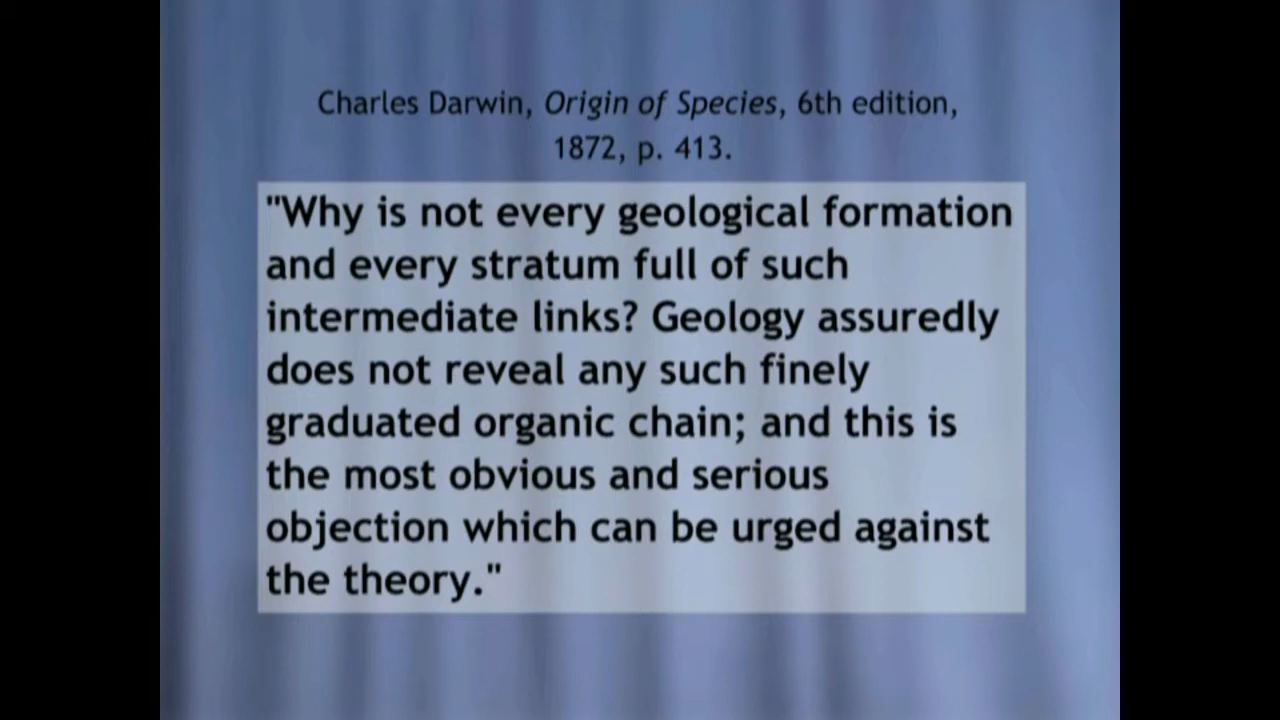 Charles Darwin, Origin of Species, 6th edition,
1872, p. 413.
"Why is not every geological formation
and every stratum full of such
intermediate links? Geology assuredly
does not reveal any such finely
graduated organic chain; and this is
the most obvious and serious
objection which can be urged against
the theory."